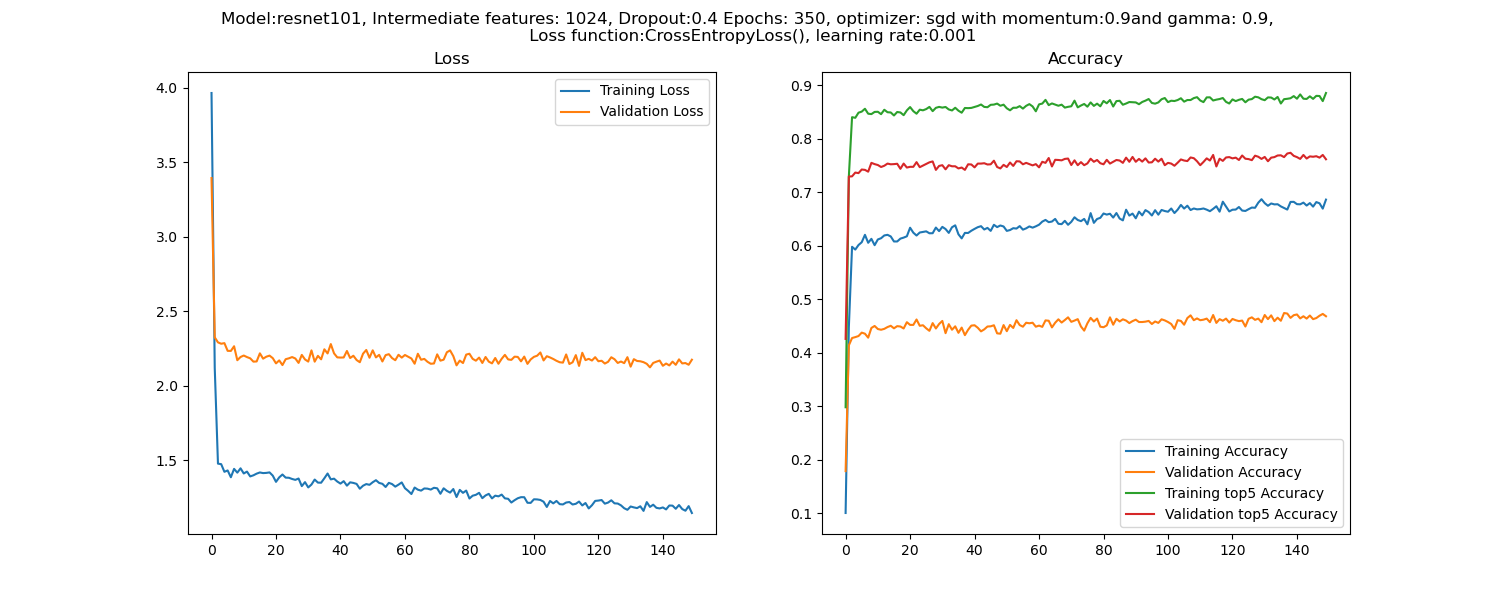 Model:resnet101, Intermediate features: 1024, Dropout:0.4 Epochs: 350, optimizer: sgd with momentum:0.9and gamma: 0.9,
Loss function:CrossEntropyLoss(), learning rate:0.001
Loss
4.0
3.5
3.0
2.5
2.0
1.5
0 20 40 60 80 100 120 140
Training Loss
Validation Loss
Accuracy
0.9
0.8
0.7
0.6
0.5
0.4
0.3
0.2
0.1
0 20 40 60 80 100 120 140
Training Accuracy
Validation Accuracy
Training top5 Accuracy
Validation top5 Accuracy